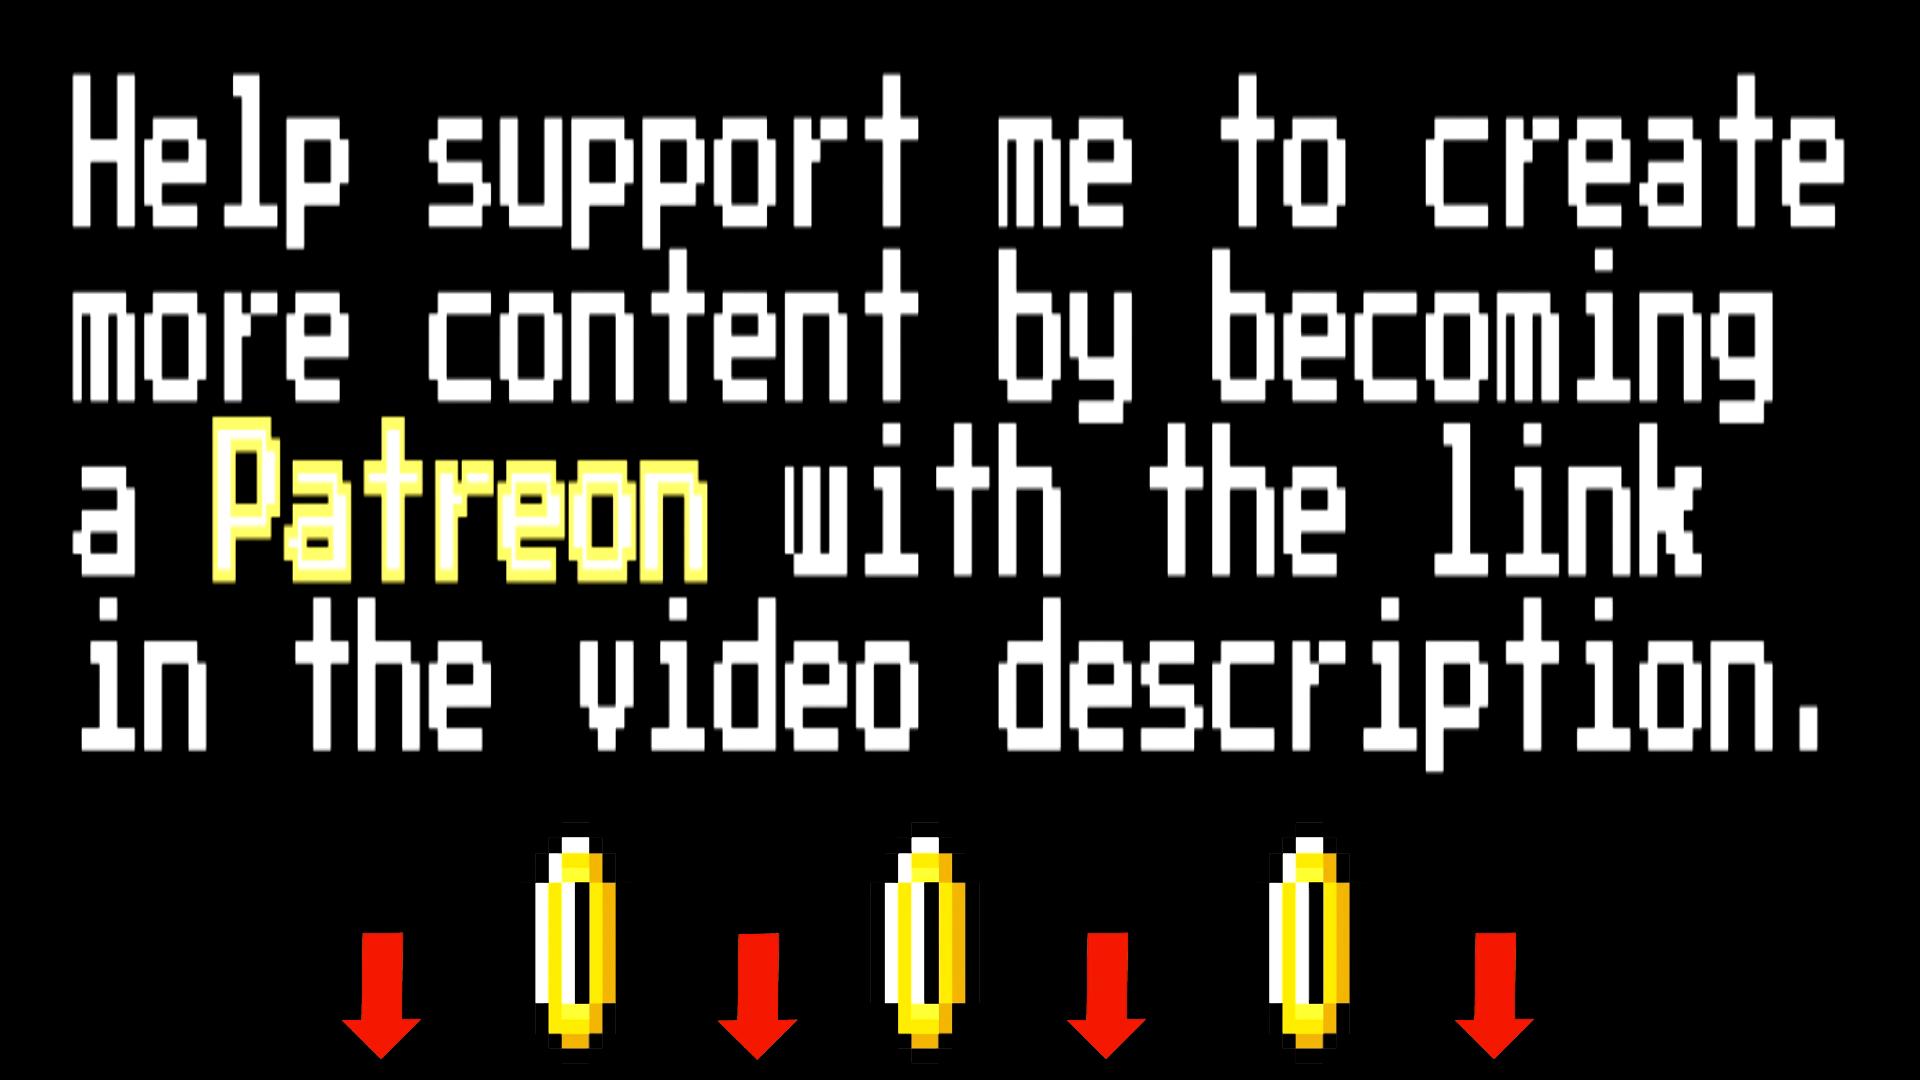 Help support me to create
more content by becoming
a Patreon with the link
in the video description.